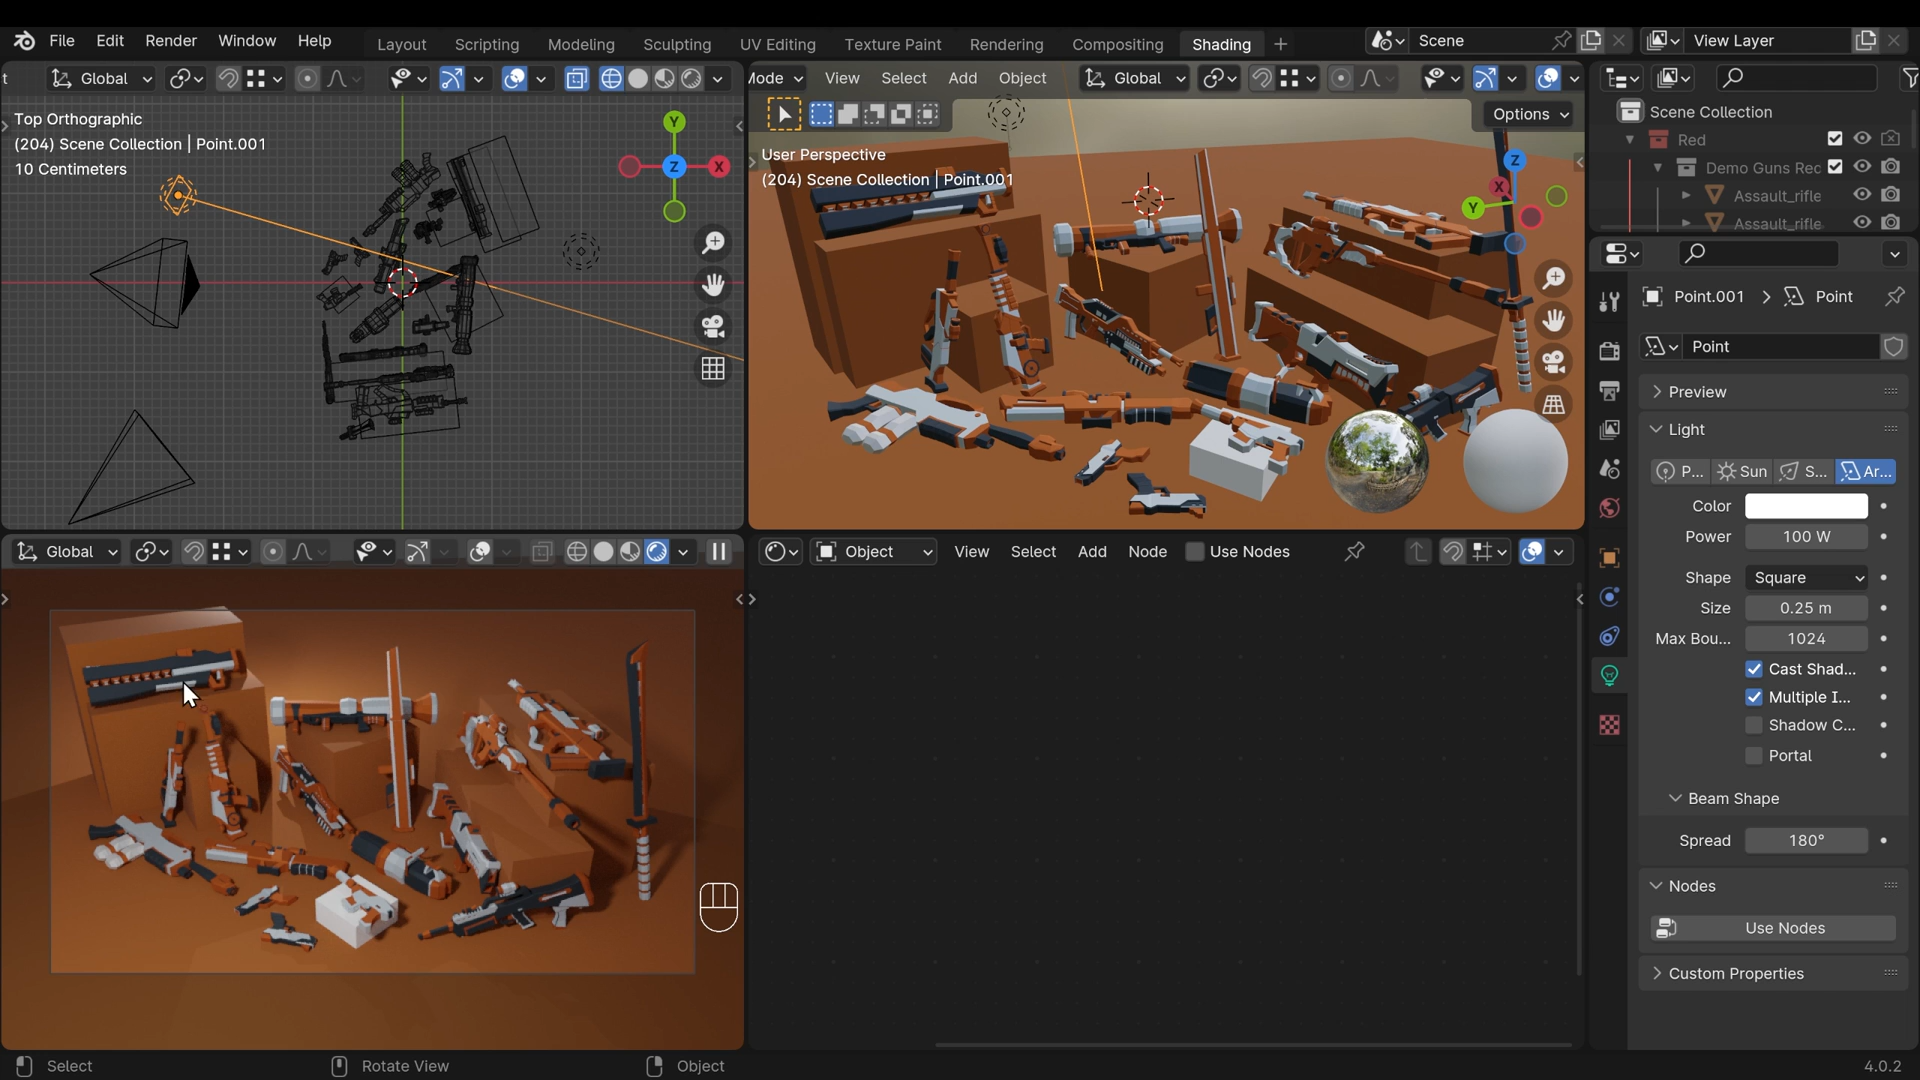 File Edit Render Window Help
Layout Scripting Modeling Sculpting UV Editing Texture Paint Rendering Compositing Shading
Scene
View Layer
t Global
Mode View Select Add Object Global
Top Orthographic
(204) Scene Collection | Point.001
10 Centimeters
Y
Z
X
Options
User Perspective
(204) Scene Collection | Point.001
Z
X
Y
Scene Collection
Red
Demo Guns Rec
Assault_rifle
Assault_rifle
Point.001 > Point
Point
Preview
Light
P... Sun S... Ar...
Color
Power 100 W
Shape Square
Size 0.25 m
Max Bou... 1024
Cast Shad...
Multiple I...
Shadow C...
Portal
Beam Shape
Spread 180°
Nodes
Use Nodes
Custom Properties
Global
Object View Select Add Node Use Nodes
Select Rotate View Object 4.0.2